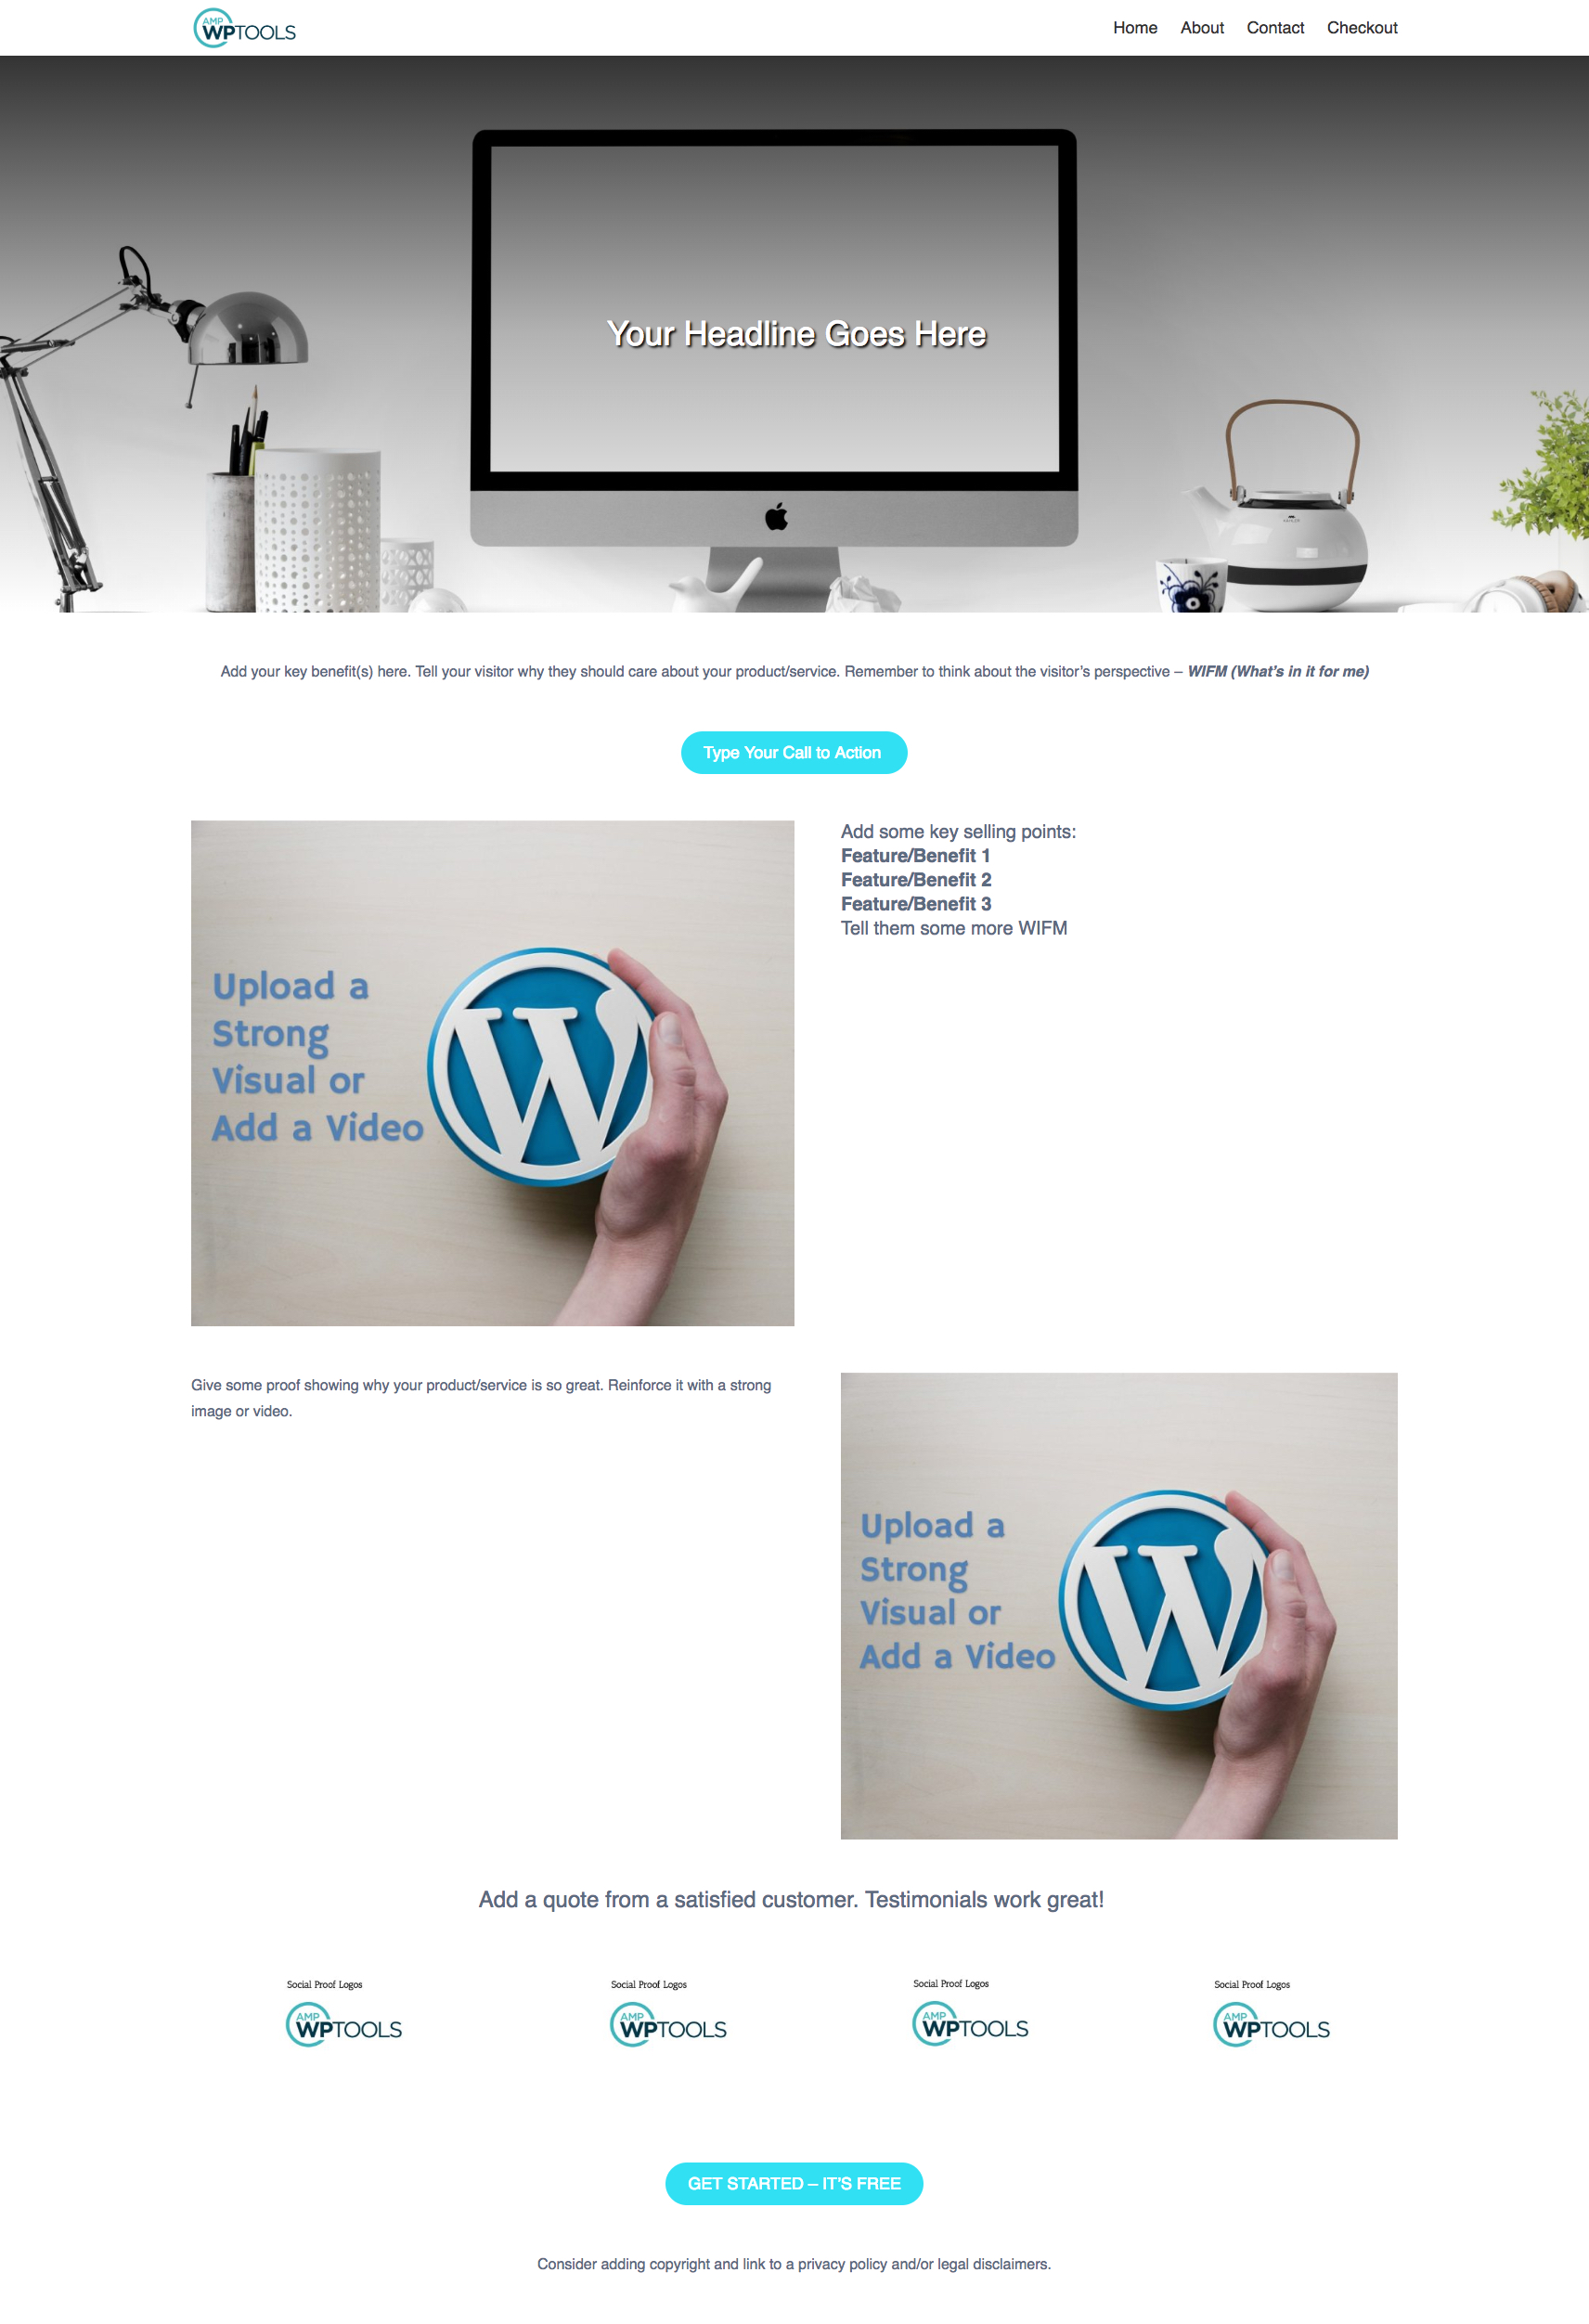 AMP
WPTOOLS
Home About Contact Checkout
Your Headline Goes Here
Add your key benefit(s) here. Tell your visitor why they should care about your product/service. Remember to think about the visitor’s perspective – WIFM (What’s in it for me)
Type Your Call to Action
Add some key selling points:
Feature/Benefit 1
Feature/Benefit 2
Feature/Benefit 3
Tell them some more WIFM
Upload a
Strong
Visual or
Add a Video
Give some proof showing why your product/service is so great. Reinforce it with a strong
image or video.
Upload a
Strong
Visual or
Add a Video
Add a quote from a satisfied customer. Testimonials work great!
Social Proof Logos
AMP
WPTOOLS
Social Proof Logos
AMP
WPTOOLS
Social Proof Logos
AMP
WPTOOLS
Social Proof Logos
AMP
WPTOOLS
GET STARTED – IT’S FREE
Consider adding copyright and link to a privacy policy and/or legal disclaimers.